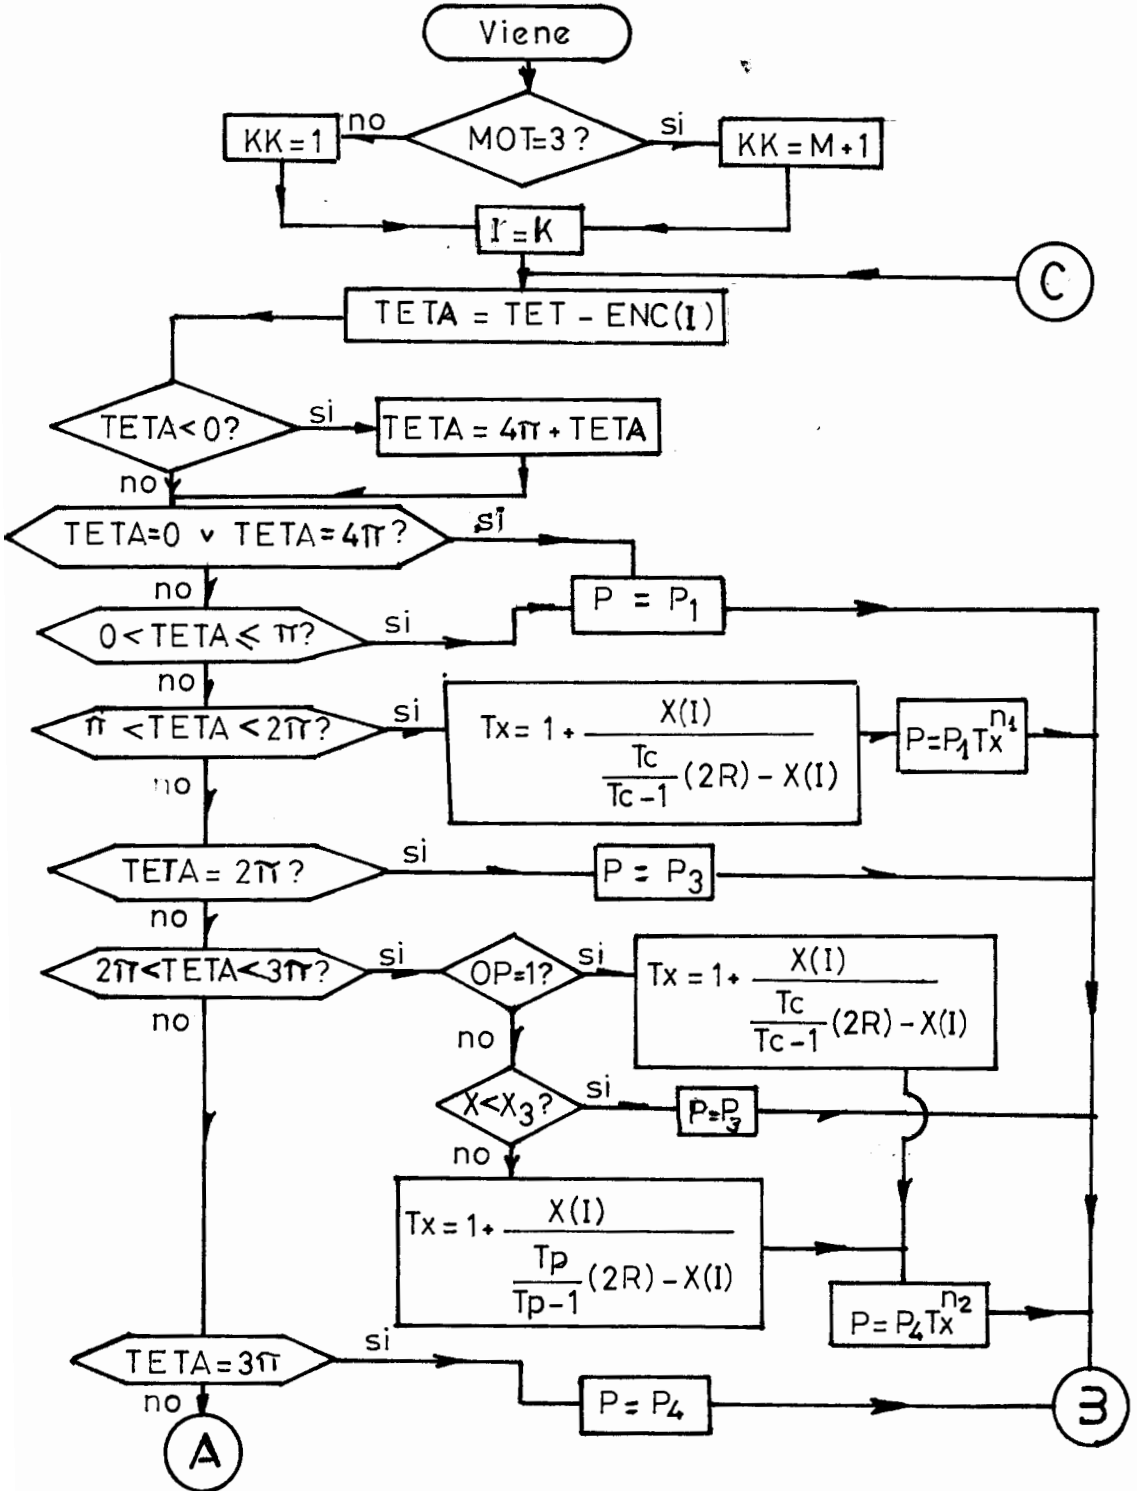 Viene
MOT=3?
no
si
KK=1
KK=M+1
I=K
C
TETA = TET - ENC(I)
TETA<0?
si
TETA = 4π + TETA
no
TETA=0 v TETA=4π?
si
no
P = P1
0<TETA⩽π?
si
no
π<TETA<2π?
si
Tx = 1 + X(I) / (Tc/(Tc-1) (2R) - X(I))
P=P1Tx^n1
no
TETA = 2π?
si
P = P3
no
2π<TETA<3π?
si
OP=1?
si
Tx = 1 + X(I) / (Tc/(Tc-1) (2R) - X(I))
no
no
X<X3?
si
P=P3
no
Tx = 1 + X(I) / (Tp/(Tp-1) (2R) - X(I))
P=P4Tx^n2
TETA=3π
si
no
P = P4
B
A